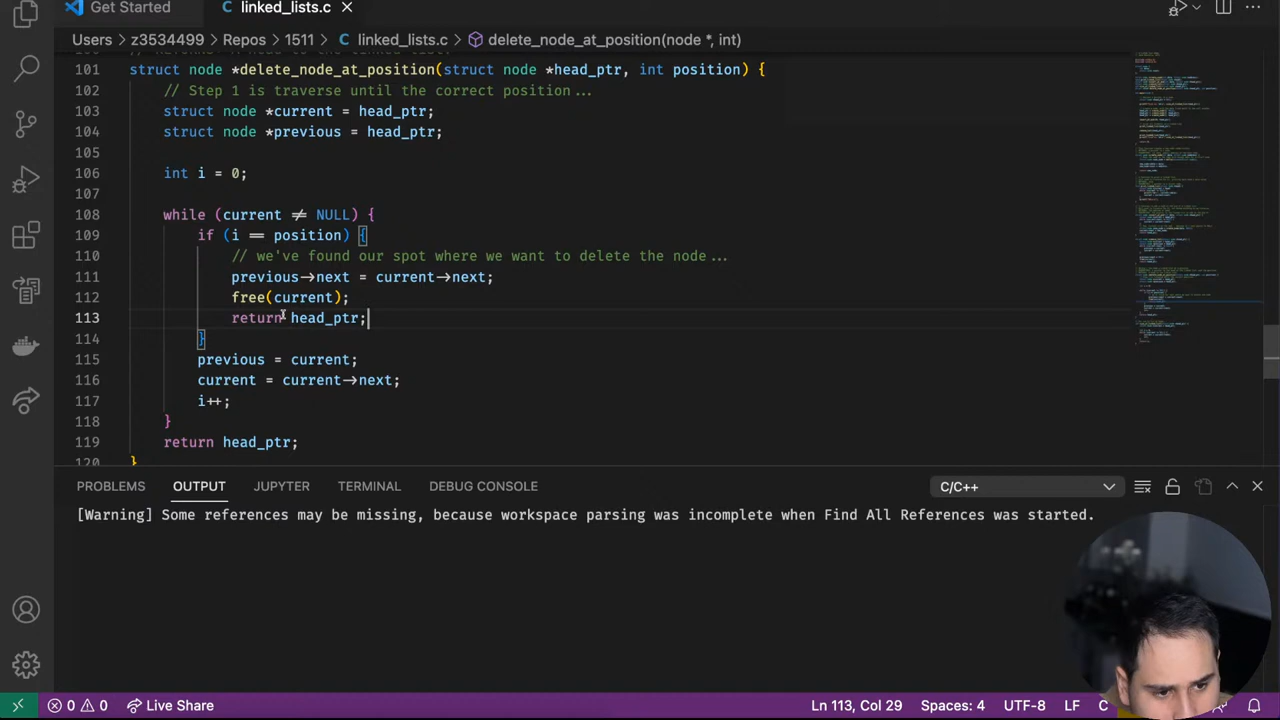 Get Started
linked_lists.c
Users > z3534499 > Repos > 1511 > linked_lists.c > delete_node_at_position(node *, int)
101 struct node *delete_node_at_position(struct node *head_ptr, int position) {
102 // Step 1 is traverse until the correct position...
103 struct node *current = head_ptr;
104 struct node *previous = head_ptr;
105
106 int i = 0;
107
108 while (current != NULL) {
109 if (i == position) {
110 // we've found our spot where we want to delete the node...
111 previous->next = current->next;
112 free(current);
113 return head_ptr;
114 }
115 previous = current;
116 current = current->next;
117 i++;
118 }
119 return head_ptr;
120 }
PROBLEMS OUTPUT JUPYTER TERMINAL DEBUG CONSOLE C/C++
[Warning] Some references may be missing, because workspace parsing was incomplete when Find All References was started.
0 0 Live Share Ln 113, Col 29 Spaces: 4 UTF-8 LF C